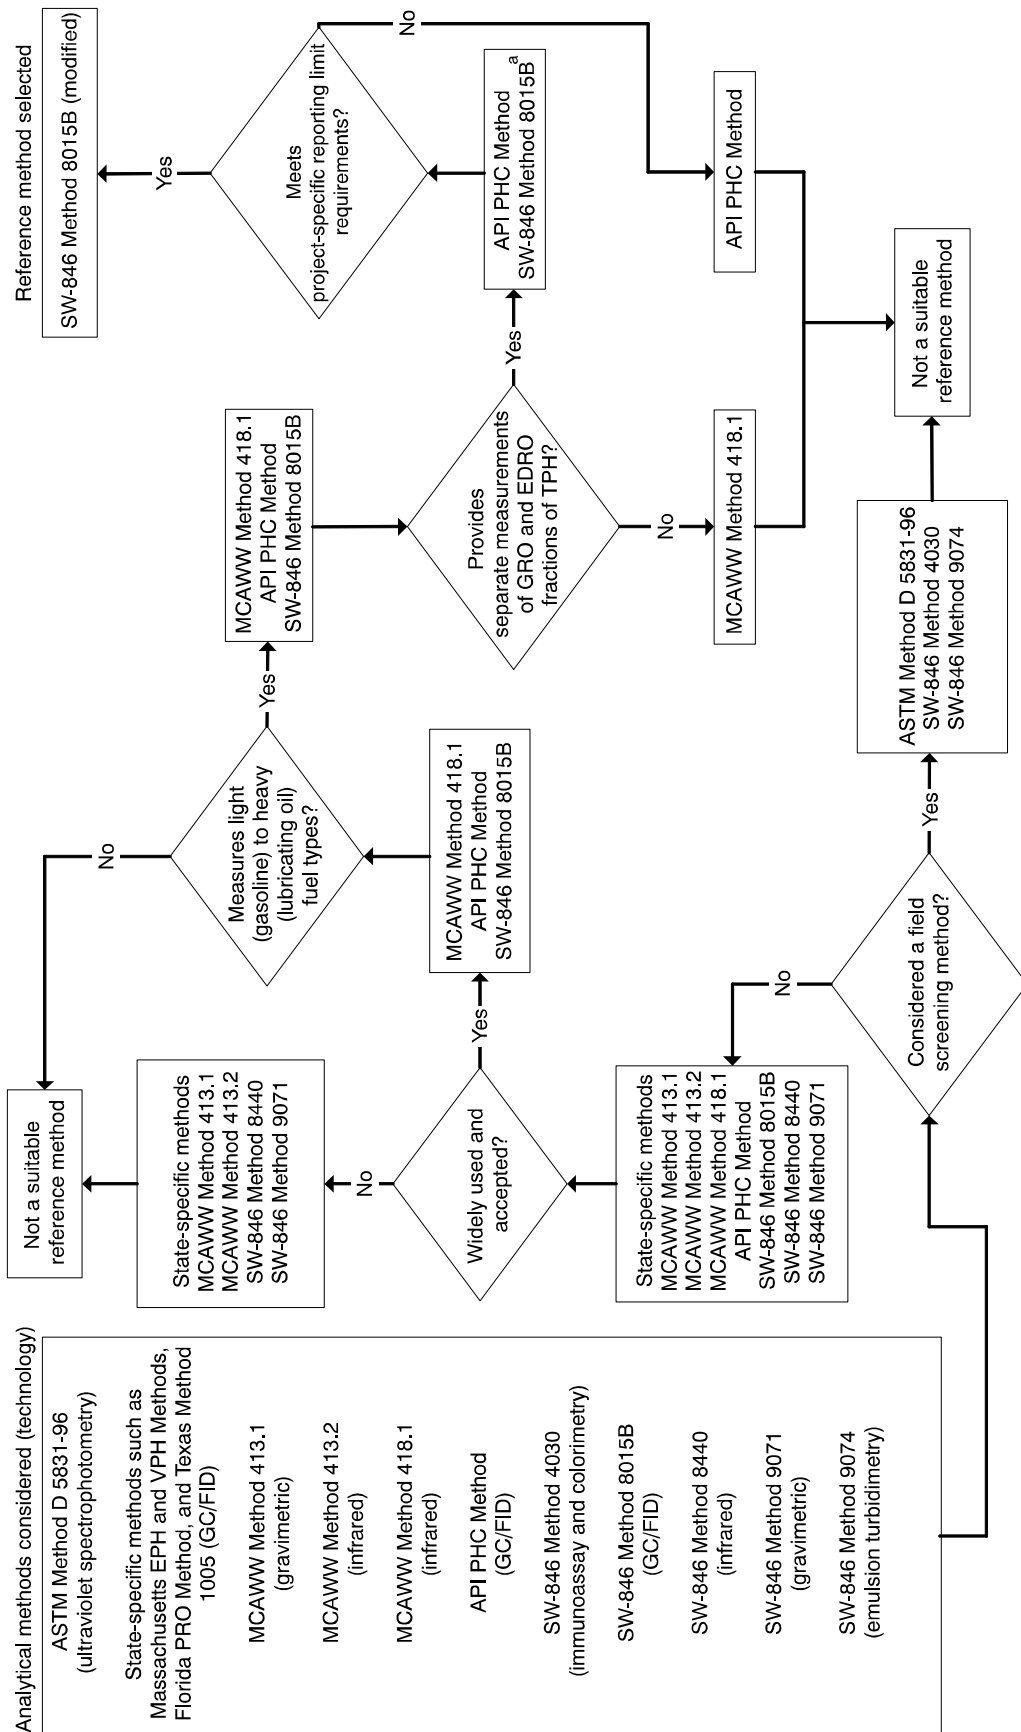 Analytical methods considered (technology)
ASTM Method D 5831-96
(ultraviolet spectrophotometry)
State-specific methods such as
Massachusetts EPH and VPH Methods,
Florida PRO Method, and Texas Method
1005 (GC/FID)
MCAWW Method 413.1
(gravimetric)
MCAWW Method 413.2
(infrared)
MCAWW Method 418.1
(infrared)
API PHC Method
(GC/FID)
SW-846 Method 4030
(immunoassay and colorimetry)
SW-846 Method 8015B
(GC/FID)
SW-846 Method 8440
(infrared)
SW-846 Method 9071
(gravimetric)
SW-846 Method 9074
(emulsion turbidimetry)
Considered a field
screening method?
Yes
ASTM Method D 5831-96
SW-846 Method 4030
SW-846 Method 9074
Not a suitable
reference method
No
State-specific methods
MCAWW Method 413.1
MCAWW Method 413.2
MCAWW Method 418.1
API PHC Method
SW-846 Method 8015B
SW-846 Method 8440
SW-846 Method 9071
Widely used and
accepted?
No
State-specific methods
MCAWW Method 413.1
MCAWW Method 413.2
SW-846 Method 8440
SW-846 Method 9071
Not a suitable
reference method
Yes
MCAWW Method 418.1
API PHC Method
SW-846 Method 8015B
Measures light
(gasoline) to heavy
(lubricating oil)
fuel types?
No
Yes
MCAWW Method 418.1
API PHC Method
SW-846 Method 8015B
Provides
separate measurements
of GRO and EDRO
fractions of TPH?
No
MCAWW Method 418.1
Yes
API PHC Method
SW-846 Method 8015B a
Meets
project-specific reporting limit
requirements?
No
API PHC Method
Yes
Reference method selected
SW-846 Method 8015B (modified)